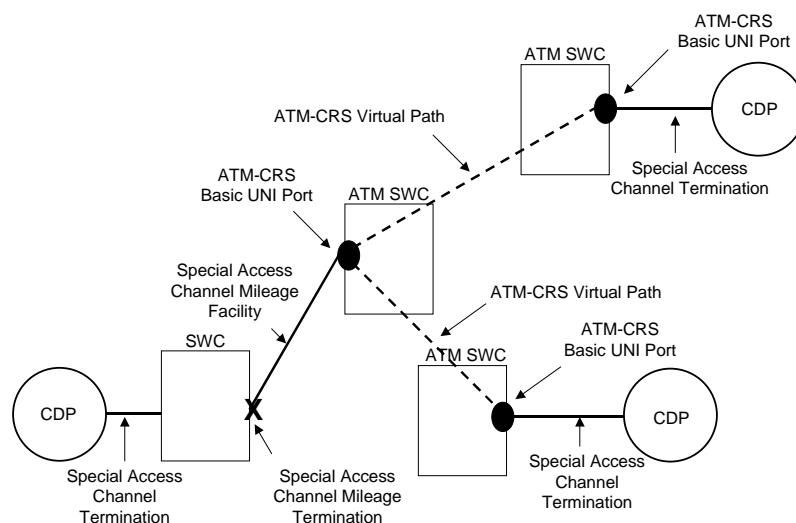 ATM-CRS
Basic UNI Port
ATM SWC
CDP
ATM-CRS Virtual Path
Special Access
Channel Termination
ATM-CRS
Basic UNI Port
ATM SWC
Special Access
Channel Mileage
Facility
ATM-CRS Virtual Path
SWC
ATM-CRS
Basic UNI Port
ATM SWC
CDP
X
CDP
Special Access
Channel
Termination
Special Access
Channel Mileage
Termination
Special Access
Channel
Termination